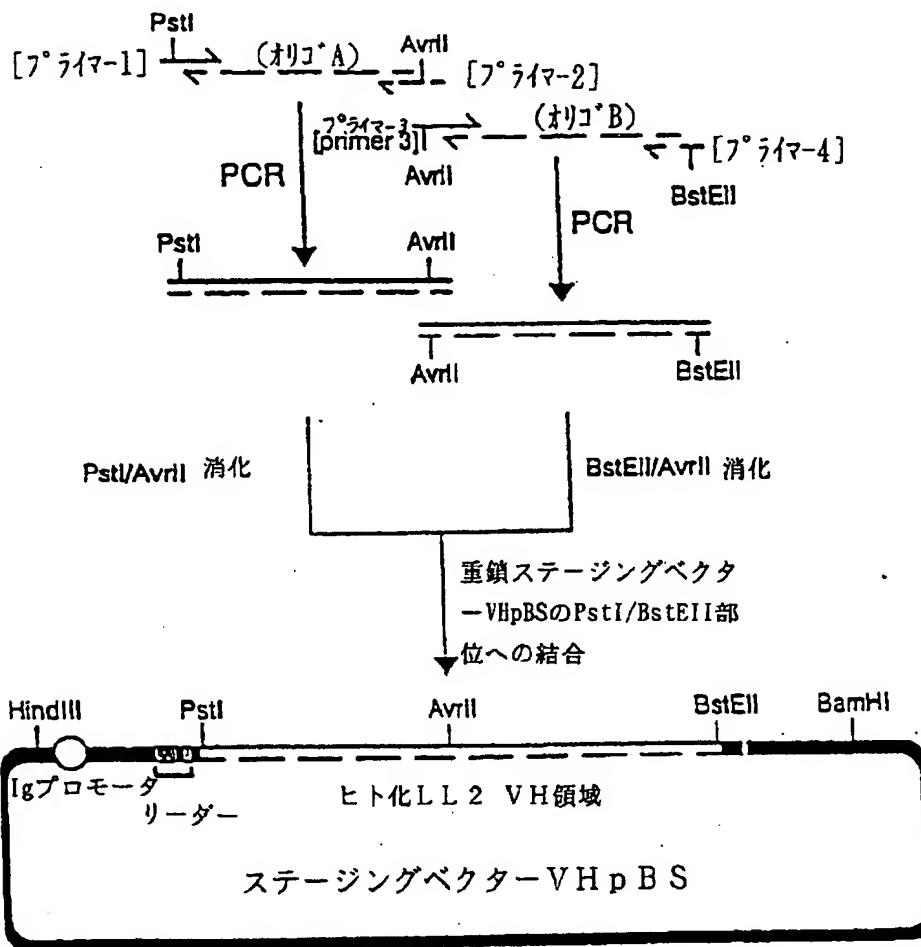 PstI
[プライマー1] (オリゴA) AvrII
[プライマー2]
プライマー3 (オリゴB)
[primer 3]
[プライマー4]
AvrII
BstEII
PCR
PCR
PstI AvrII
AvrII BstEII
PstI/AvrII 消化
BstEII/AvrII 消化
重鎖ステージングベクタ
ーVHpBSのPstI/BstEII部
位への結合
HindIII PstI AvrII BstEII BamHI
Igプロモータ
リーダー
ヒト化LL2 VH領域
ステージングベクターVHpBS